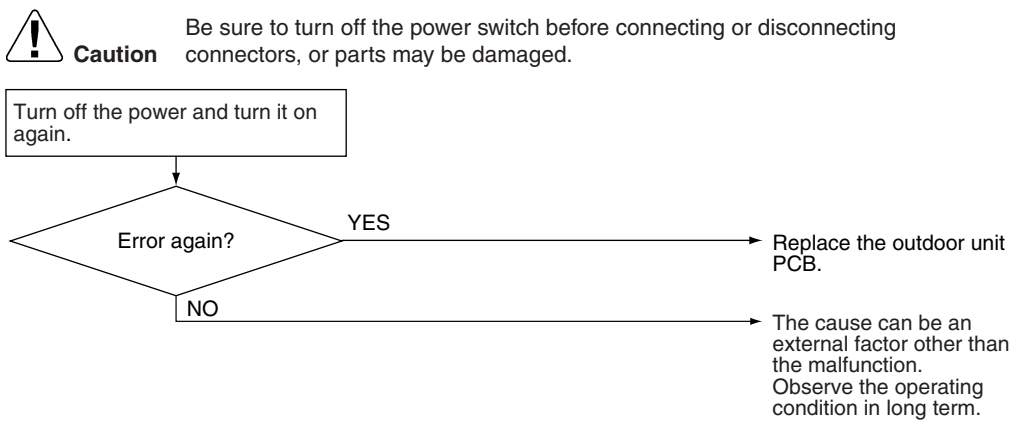 Be sure to turn off the power switch before connecting or disconnecting
Caution connectors, or parts may be damaged.
Turn off the power and turn it on
again.
Error again?
YES
Replace the outdoor unit
PCB.
NO
The cause can be an
external factor other than
the malfunction.
Observe the operating
condition in long term.